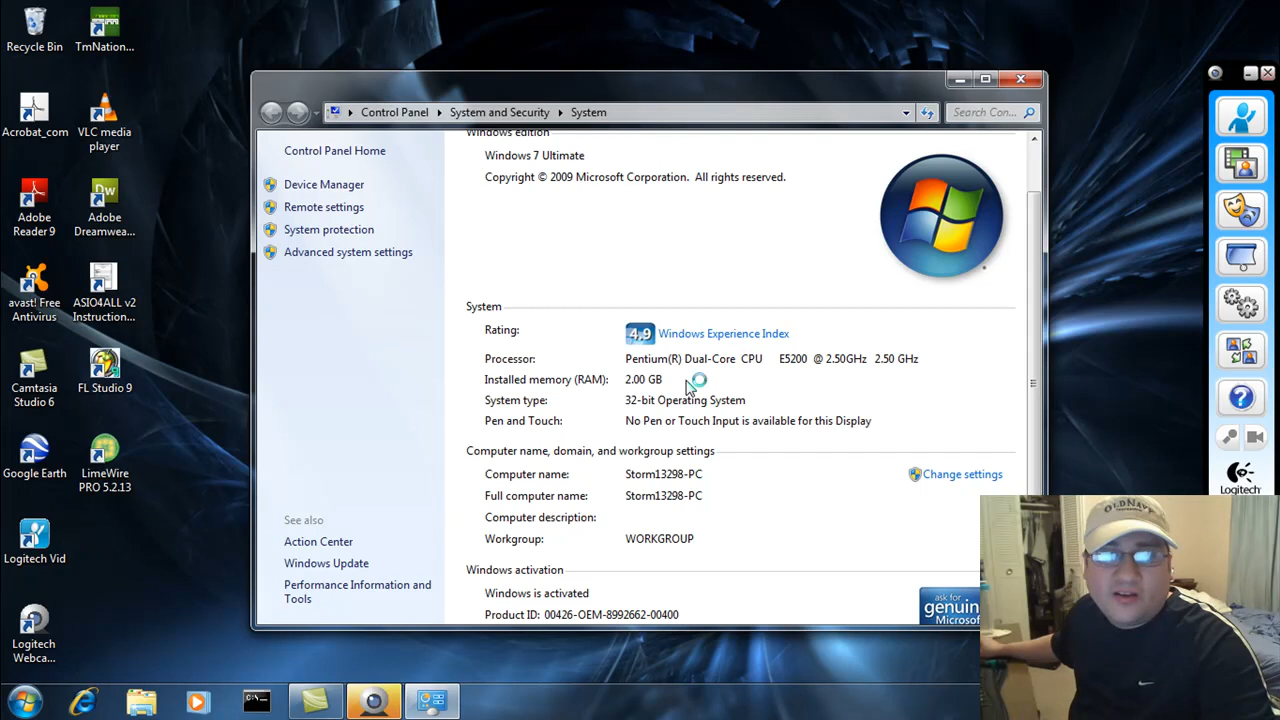 Recycle Bin
TmNation...
Acrobat_com
VLC media
player
Adobe
Reader 9
Adobe
Dreamwea...
avast! Free
Antivirus
ASIO4ALL v2
Instruction...
Camtasia
Studio 6
FL Studio 9
Google Earth
LimeWire
PRO 5.2.13
Logitech Vid
Logitech
Webca...
Control Panel
System and Security
System
Search Con...
Control Panel Home
Device Manager
Remote settings
System protection
Advanced system settings
See also
Action Center
Windows Update
Performance Information and
Tools
Windows edition
Windows 7 Ultimate
Copyright © 2009 Microsoft Corporation. All rights reserved.
System
Rating: 4.9 Windows Experience Index
Processor: Pentium(R) Dual-Core CPU E5200 @ 2.50GHz 2.50 GHz
Installed memory (RAM): 2.00 GB
System type: 32-bit Operating System
Pen and Touch: No Pen or Touch Input is available for this Display
Computer name, domain, and workgroup settings
Computer name: Storm13298-PC
Change settings
Full computer name: Storm13298-PC
Computer description:
Workgroup: WORKGROUP
Windows activation
Windows is activated
Product ID: 00426-OEM-8992662-00400
ask for
genuin
Microsof
Logitech
OLD NAVY